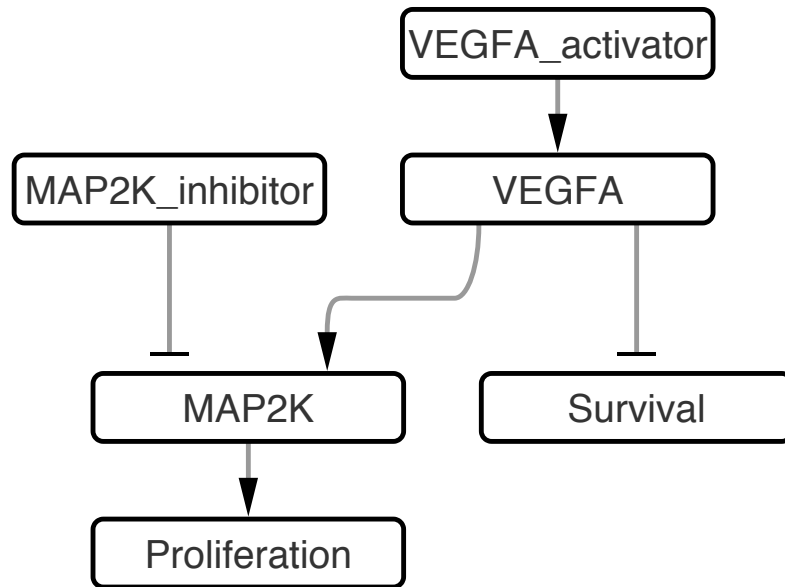 VEGFA_activator
MAP2K_inhibitor
VEGFA
MAP2K
Survival
Proliferation